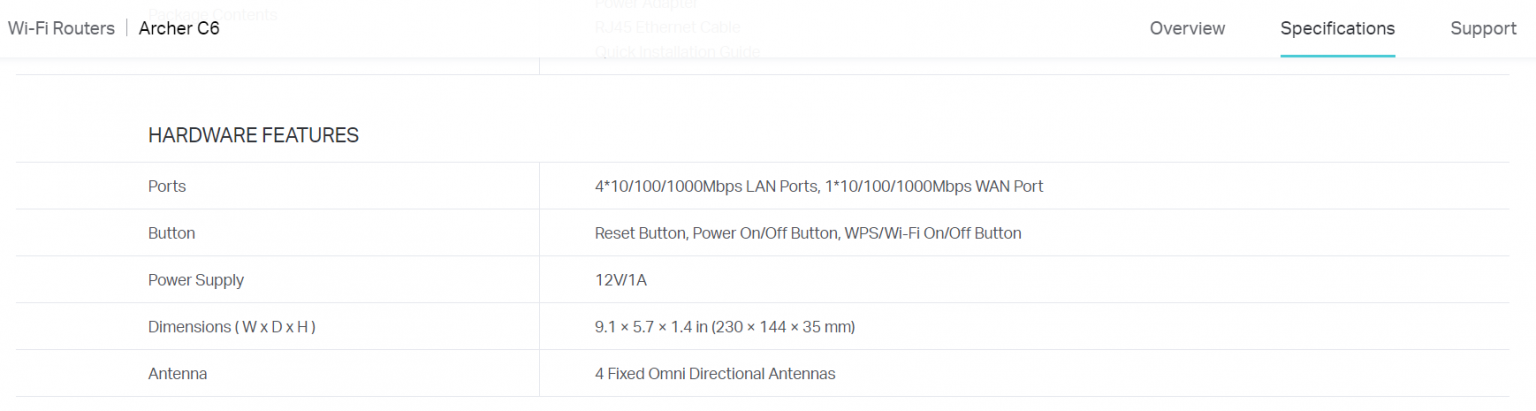 Package Contents
Power Adapter
Wi-Fi Routers | Archer C6 Overview Specifications Support
RJ45 Ethernet Cable
Quick Installation Guide
HARDWARE FEATURES
Ports 4*10/100/1000Mbps LAN Ports, 1*10/100/1000Mbps WAN Port
Button Reset Button, Power On/Off Button, WPS/Wi-Fi On/Off Button
Power Supply 12V/1A
Dimensions ( W x D x H ) 9.1 × 5.7 × 1.4 in (230 × 144 × 35 mm)
Antenna 4 Fixed Omni Directional Antennas